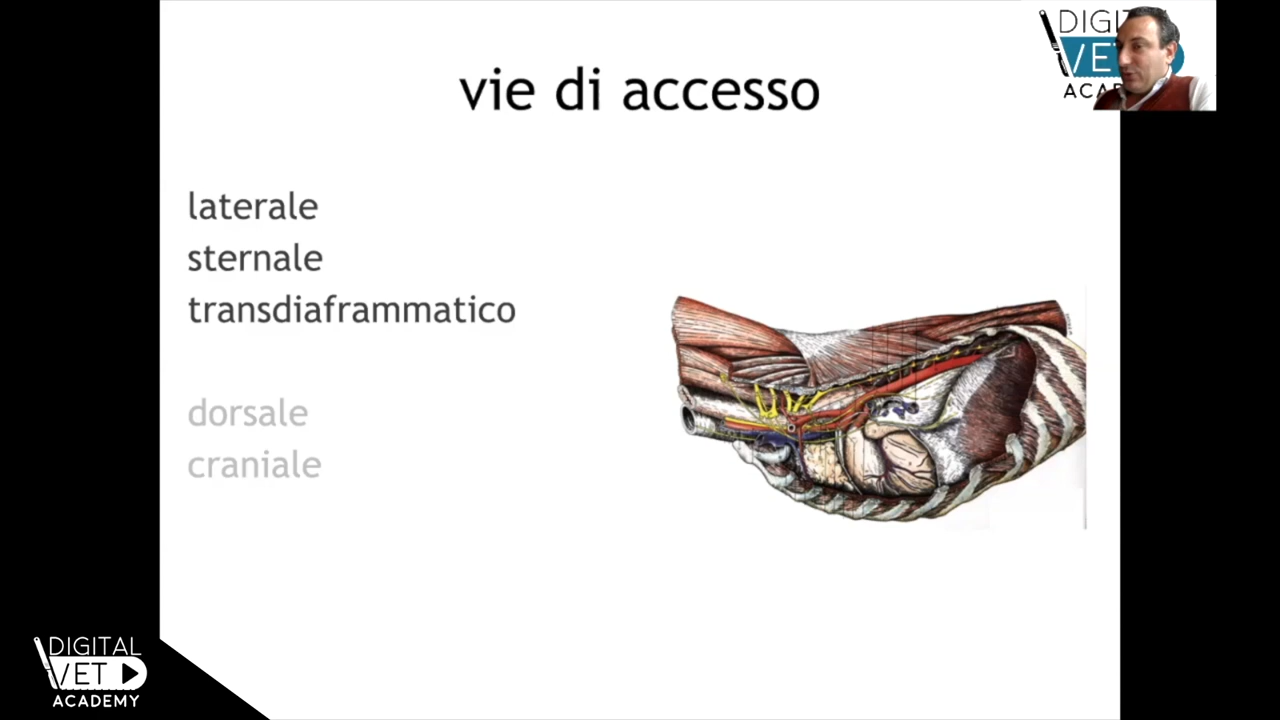 vie di accesso
laterale
sternale
transdiaframmatico
dorsale
craniale
DIGITAL
VET
ACADEMY